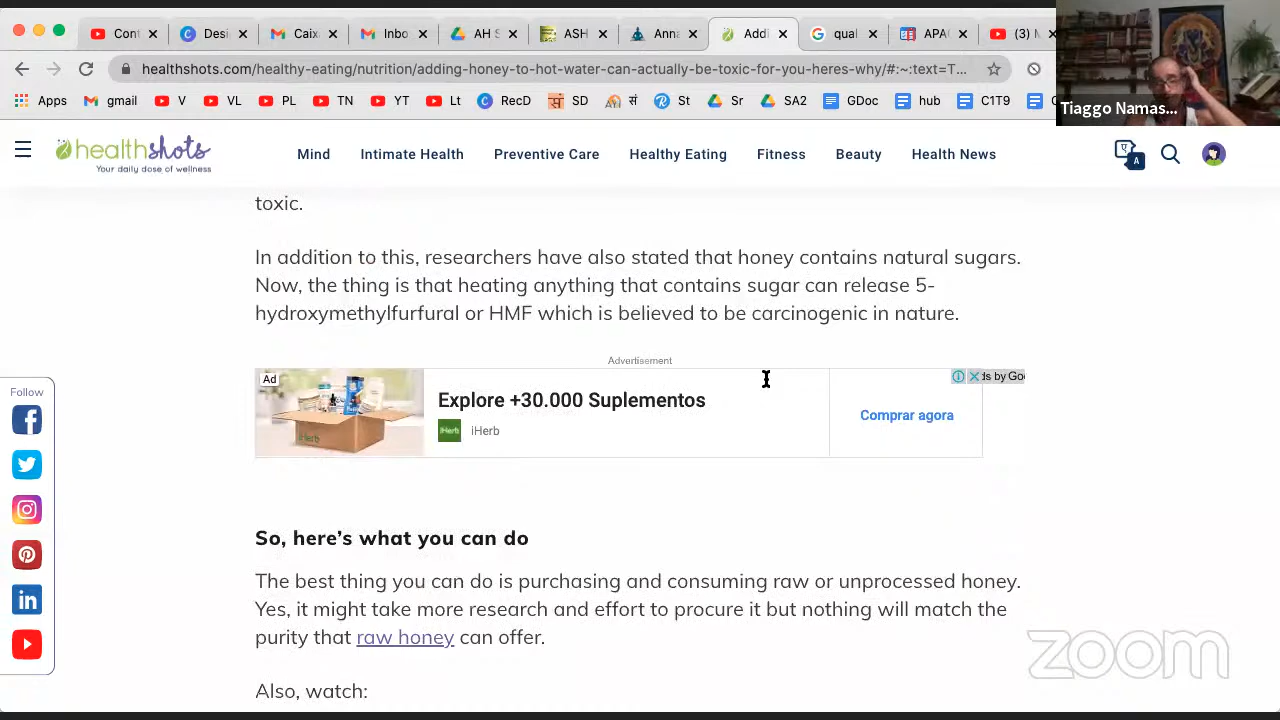 Con
Desi
Caix
Inbo
AH S
ASH
Anna
Addi
qual
APA
(3) M
healthshots.com/healthy-eating/nutrition/adding-honey-to-hot-water-can-actually-be-toxic-for-you-heres-why/#:~:text=T...
Apps
gmail
V
VL
PL
TN
YT
Lt
RecD
SD
सं
St
Sr
SA2
GDoc
hub
C1T9
Tiaggo Namas...
healthshots
Your daily dose of wellness
Mind
Intimate Health
Preventive Care
Healthy Eating
Fitness
Beauty
Health News
toxic.
In addition to this, researchers have also stated that honey contains natural sugars.
Now, the thing is that heating anything that contains sugar can release 5-
hydroxymethylfurfural or HMF which is believed to be carcinogenic in nature.
Advertisement
Ad
Explore +30.000 Suplementos
iHerb
iHerb
iHerb
ds by Goo
Comprar agora
Follow
So, here's what you can do
The best thing you can do is purchasing and consuming raw or unprocessed honey.
Yes, it might take more research and effort to procure it but nothing will match the
purity that raw honey can offer.
Also, watch:
zoom